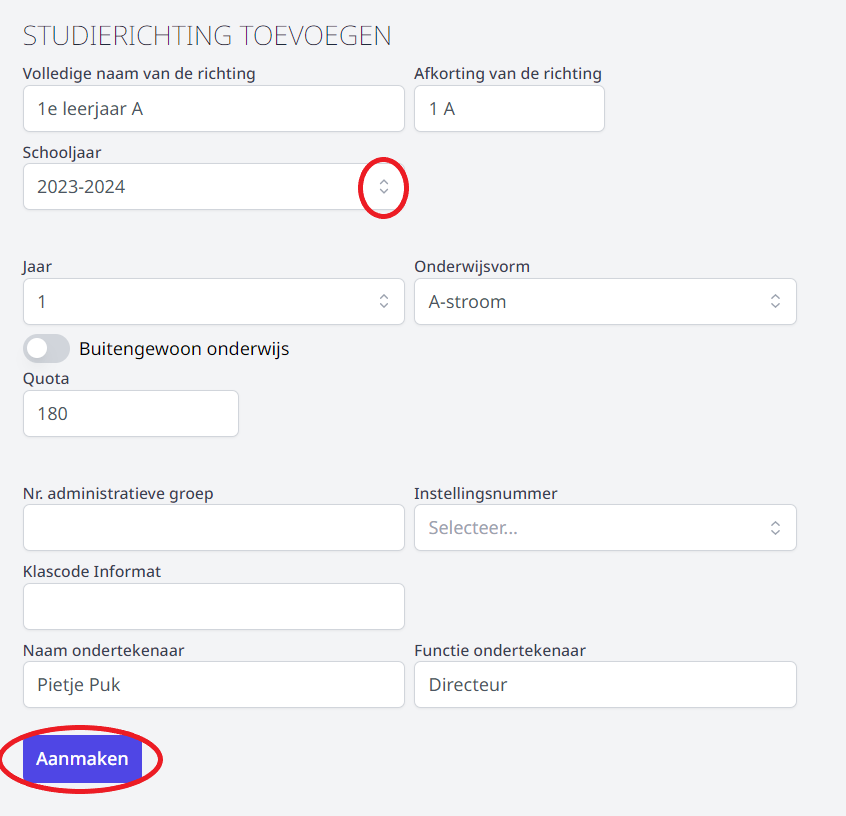 STUDIERICHTING TOEVOEGEN
Volledige naam van de richting
Afkorting van de richting
1e leerjaar A
1 A
Schooljaar
2023-2024
Jaar
Onderwijsvorm
1
A-stroom
Buitengewoon onderwijs
Quota
180
Nr. administratieve groep
Instellingsnummer
Selecteer...
Klascode Informat
Naam ondertekenaar
Functie ondertekenaar
Pietje Puk
Directeur
Aanmaken